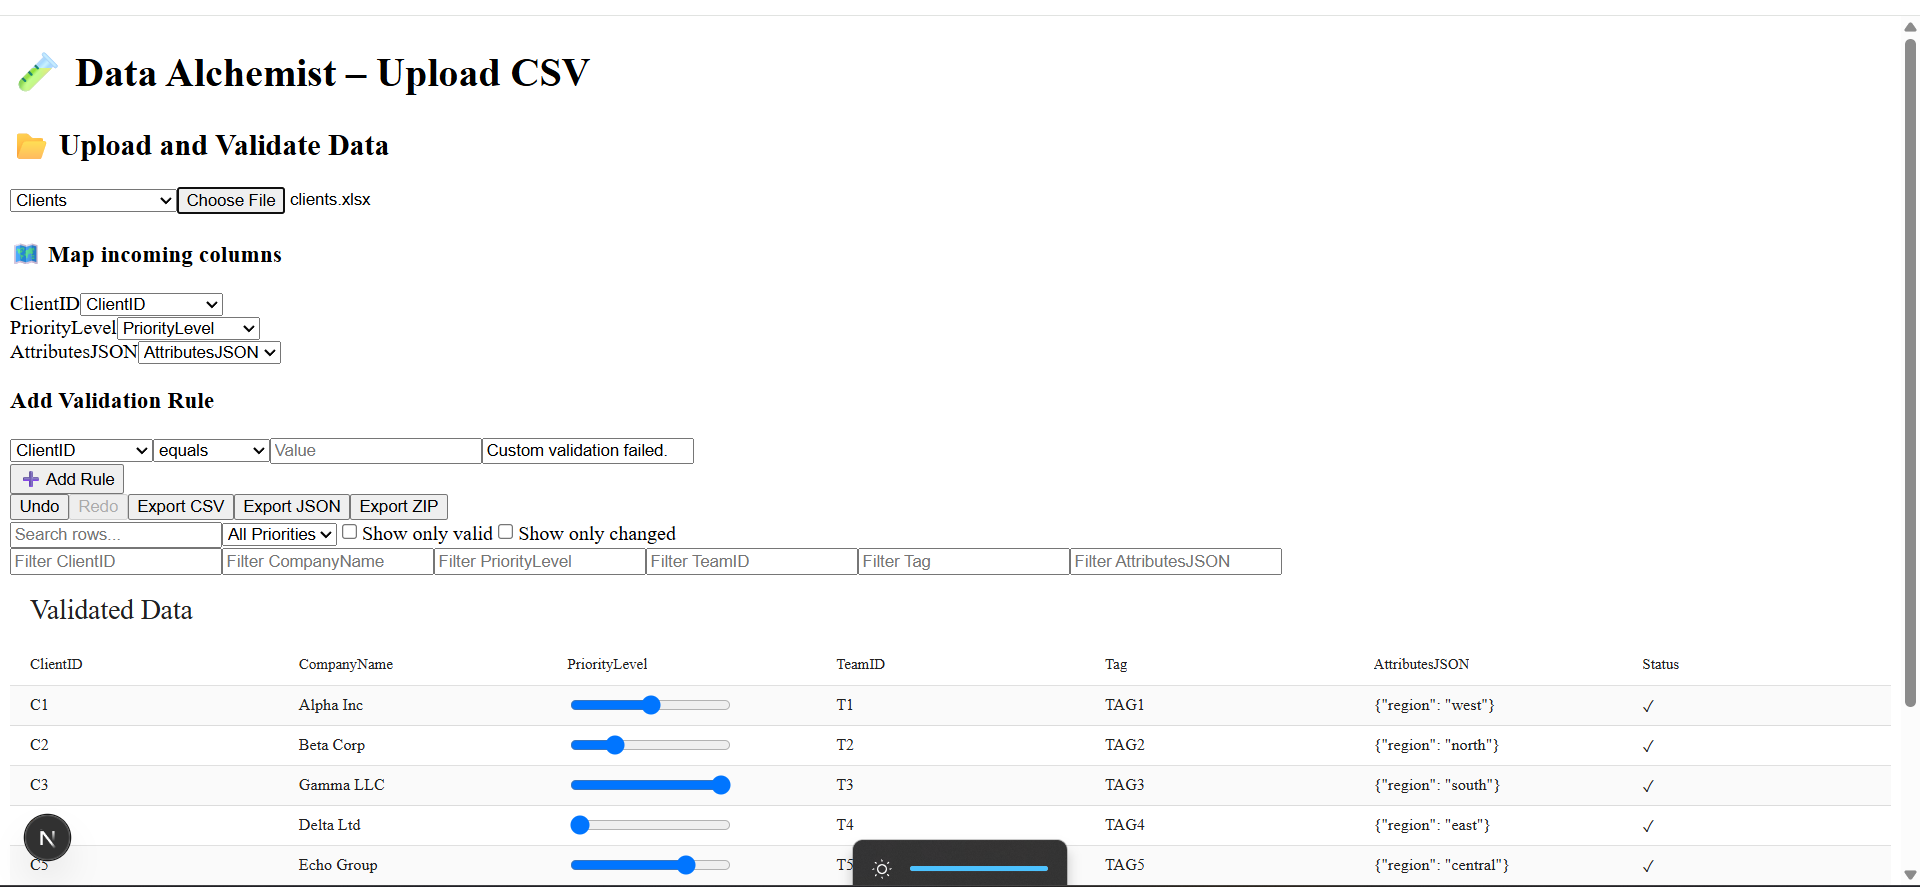 Data Alchemist – Upload CSV
Upload and Validate Data
Clients Choose File clients.xlsx
Map incoming columns
ClientID ClientID
PriorityLevel PriorityLevel
AttributesJSON AttributesJSON
Add Validation Rule
ClientID equals Value Custom validation failed.
Add Rule
Undo Redo Export CSV Export JSON Export ZIP
Search rows... All Priorities Show only valid Show only changed
Filter ClientID Filter CompanyName Filter PriorityLevel Filter TeamID Filter Tag Filter AttributesJSON
Validated Data
ClientID CompanyName PriorityLevel TeamID Tag AttributesJSON Status
C1 Alpha Inc T1 TAG1 {"region": "west"} ✓
C2 Beta Corp T2 TAG2 {"region": "north"} ✓
C3 Gamma LLC T3 TAG3 {"region": "south"} ✓
N Delta Ltd T4 TAG4 {"region": "east"} ✓
C5 Echo Group T5 TAG5 {"region": "central"} ✓